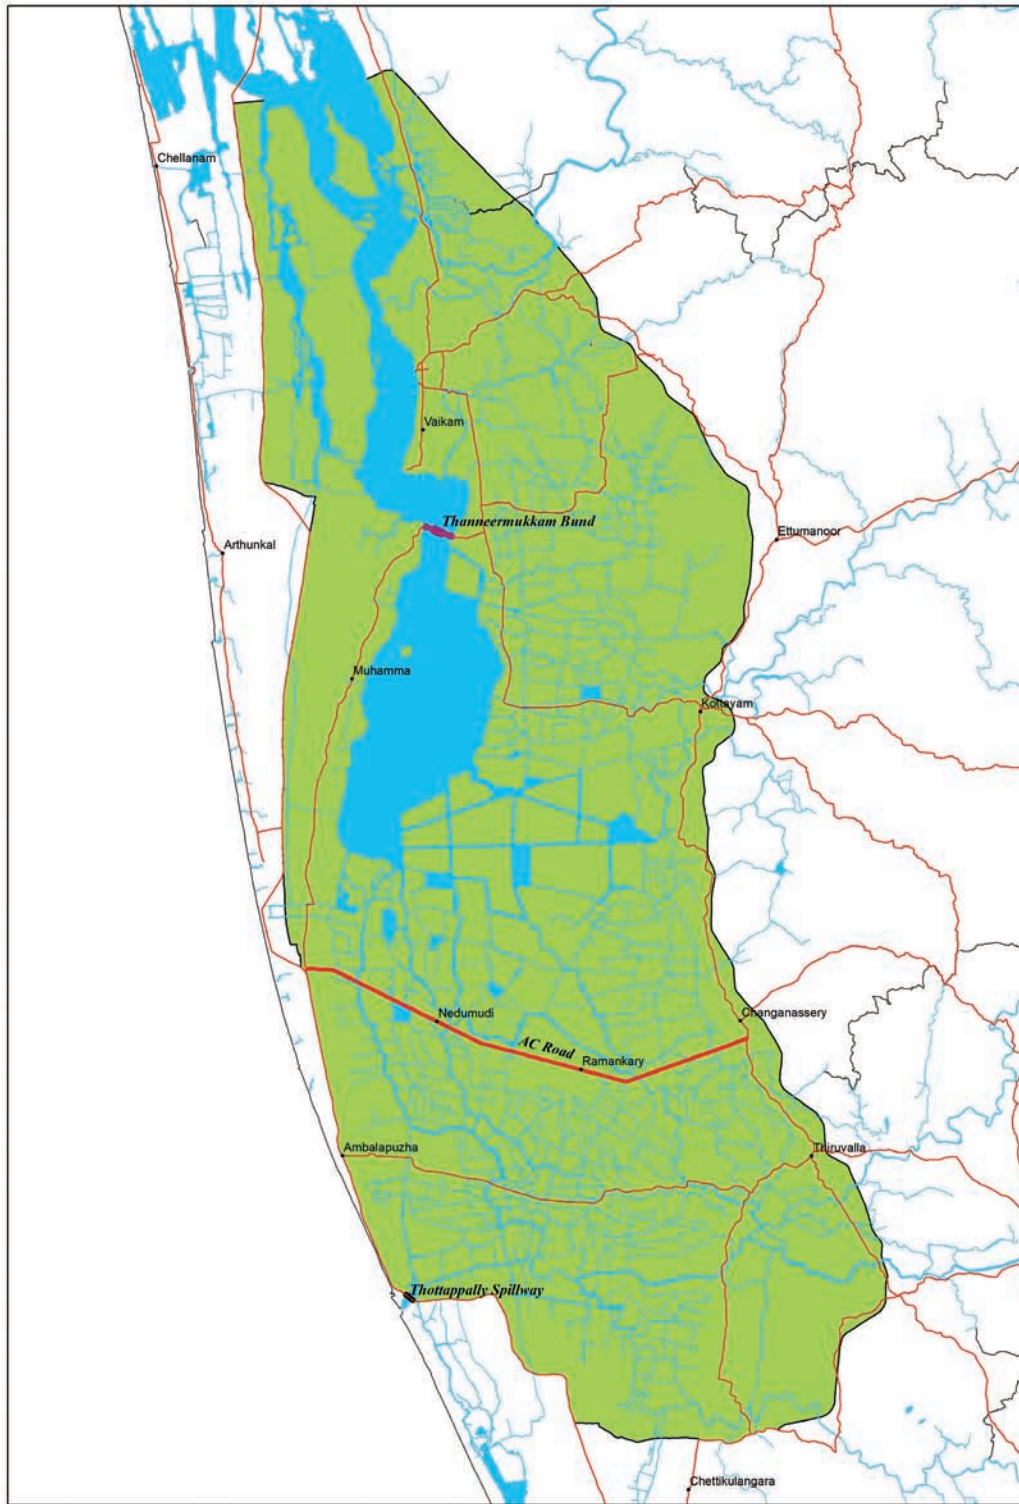 Chellanam
Vaikam
Thanneermukkam Bund
Ettumanoor
Arthunkal
Muhamma
Kottayam
Nedumudi
Changanassery
AC Road
Ramankary
Ambalapuzha
Thiruvalla
Thottappally Spillway
Chettikulangara